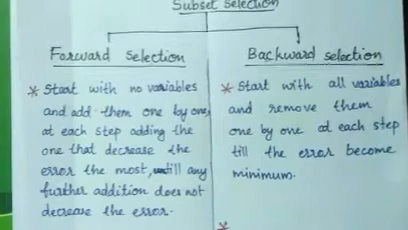 Subset Selection
Forward Selection
* Start with no variables
and add them one by one,
at each step adding the
one that decrease the
error the most, till any
further addition does not
decrease the error.
Backward selection
* Start with all variables
and remove them
one by one at each step
till the error become
minimum.
*